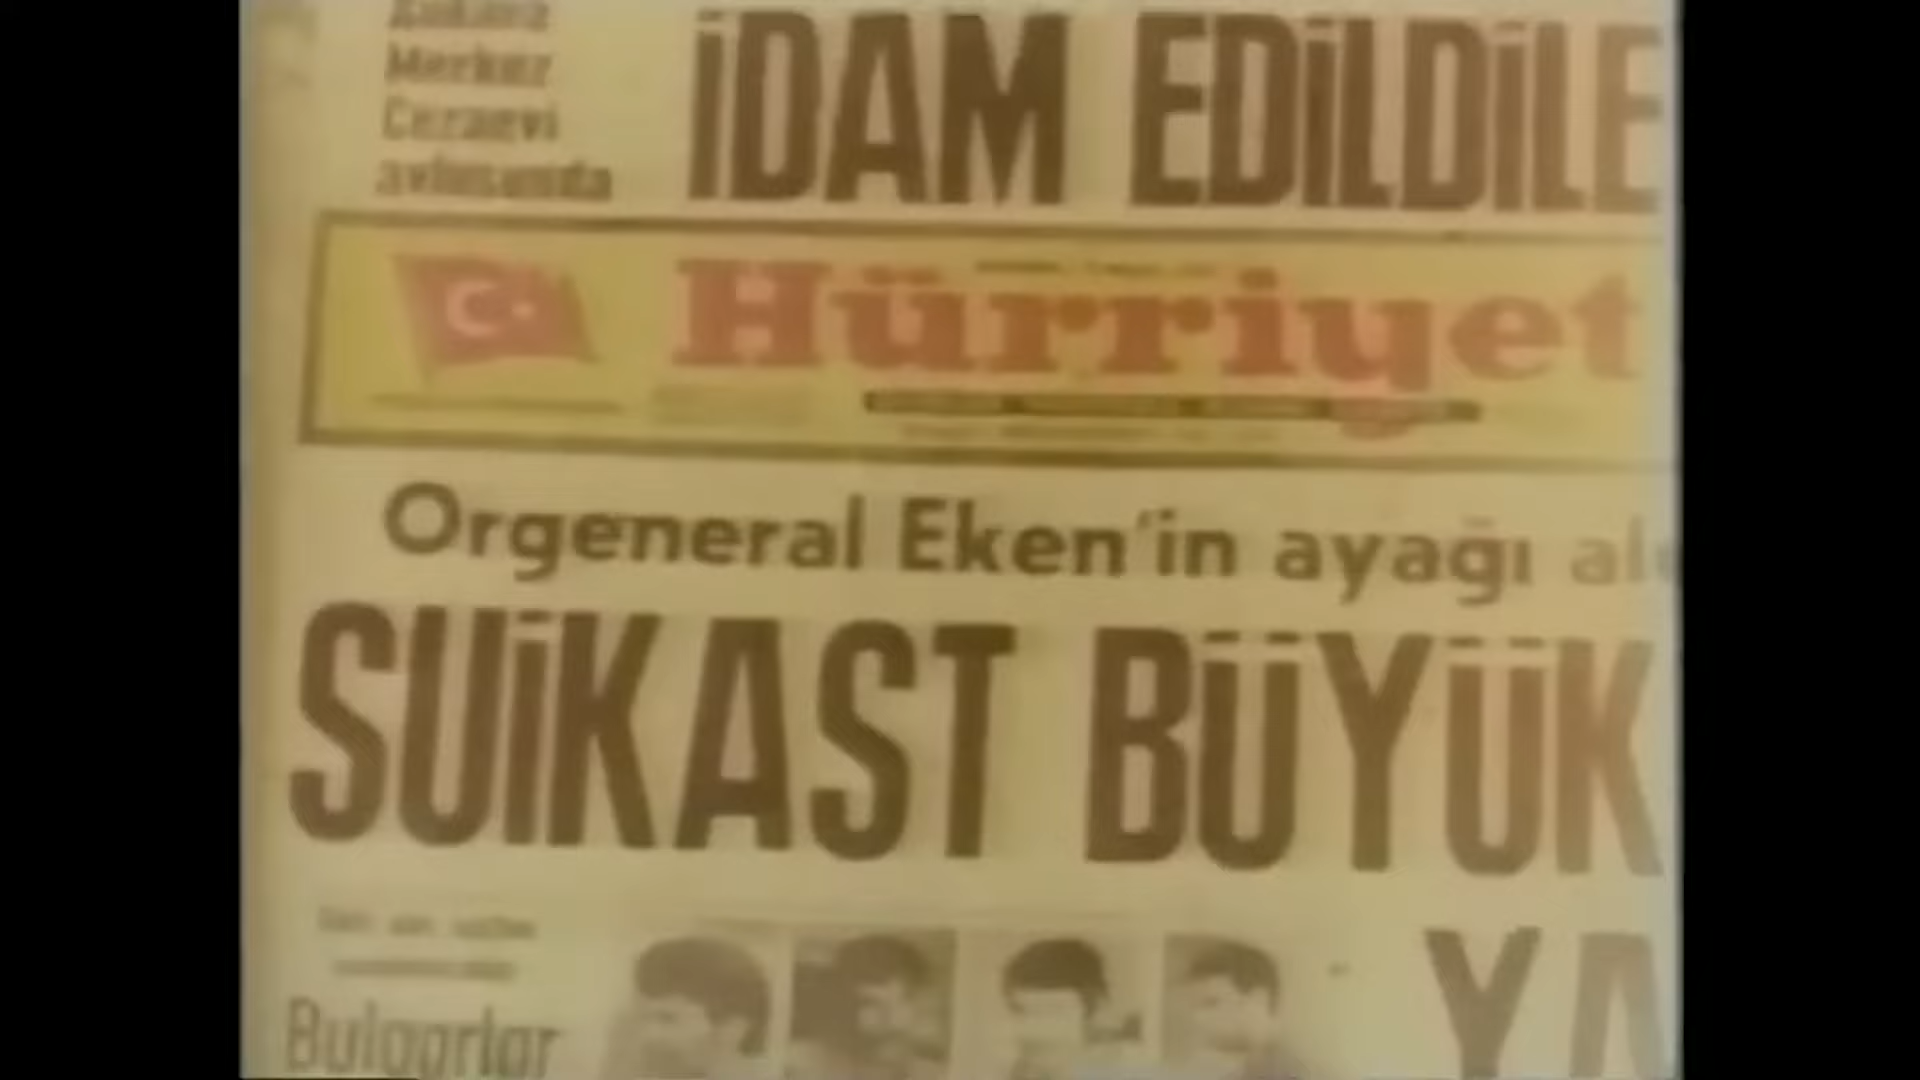 Ankara
Merkez
Cezaevi
avlusunda
İDAM EDİLDİLE
Hürriyet
Orgeneral Eken'in ayağı al
SUİKAST BÜYÜK
YA
Bulgarlar